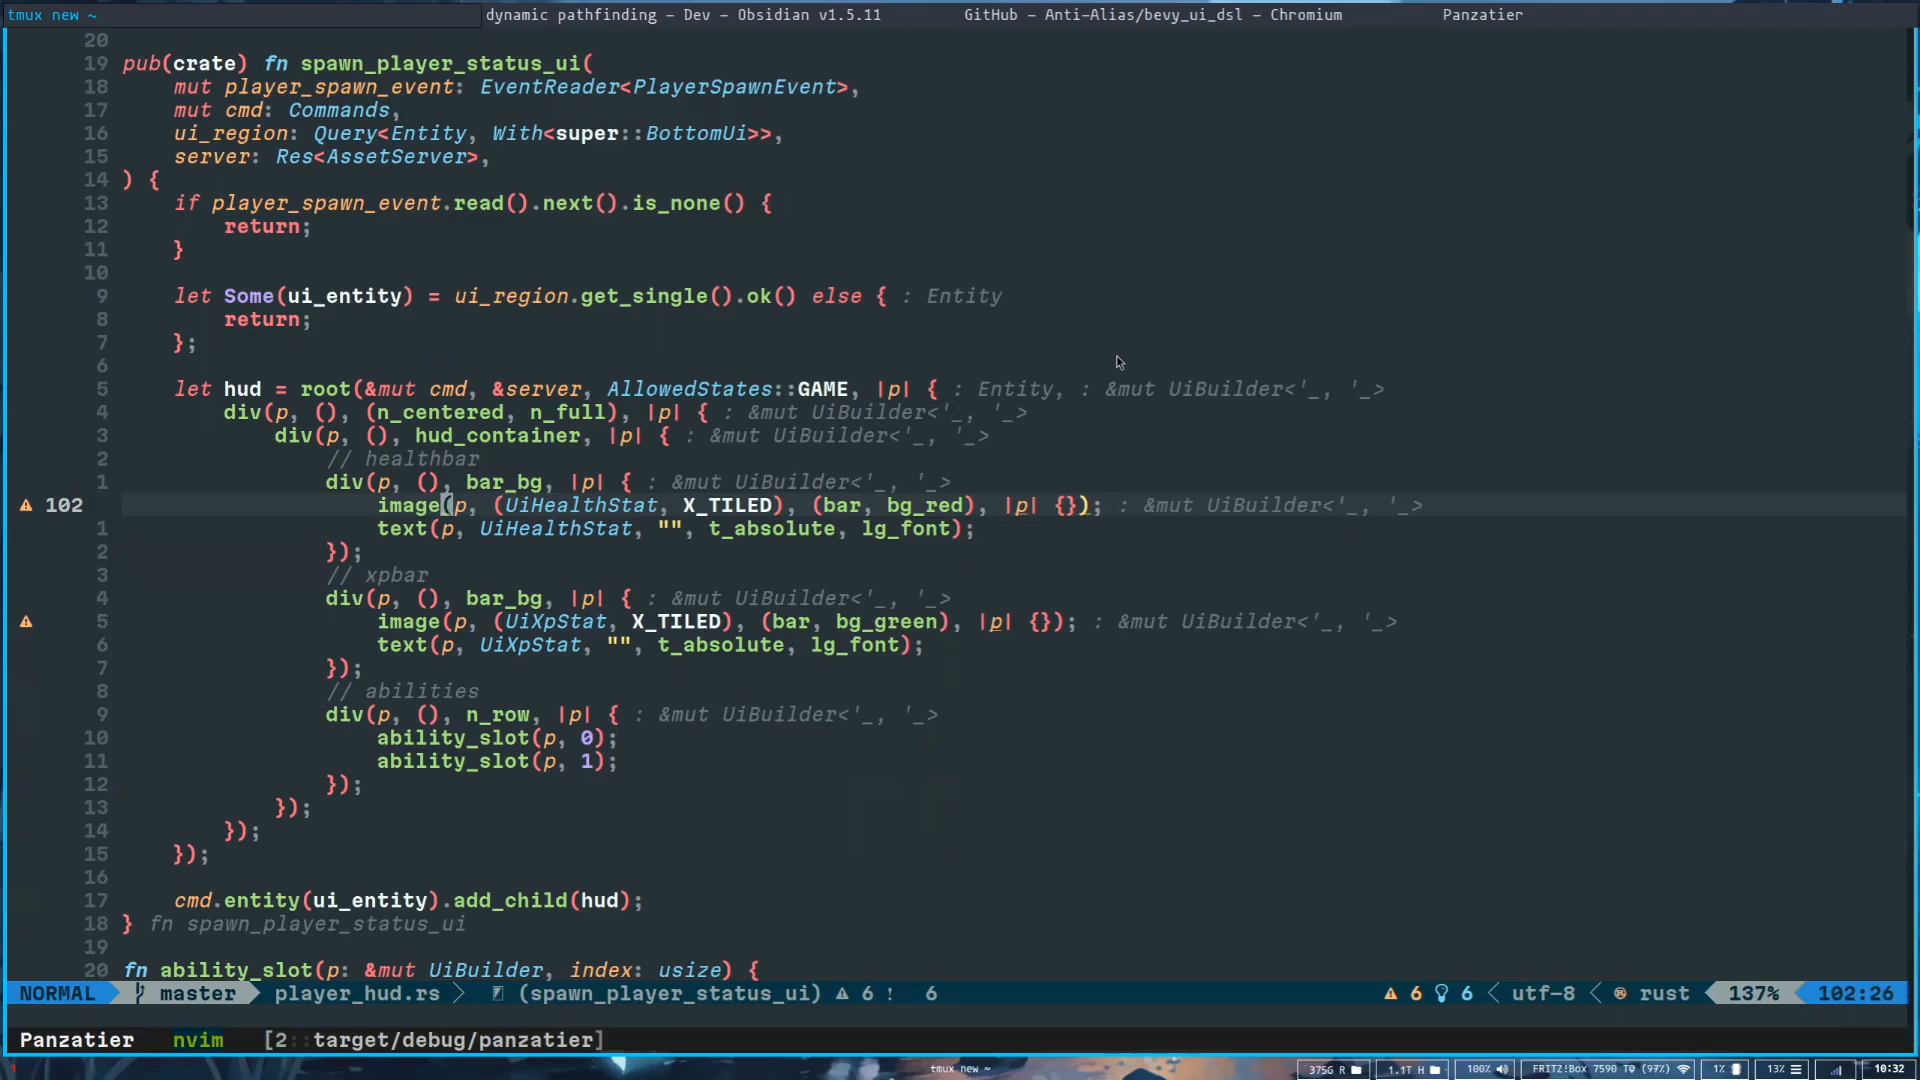 tmux new ~ dynamic pathfinding – Dev – Obsidian v1.5.11 GitHub – Anti-Alias/bevy_ui_dsl – Chromium Panzatier
20
19 pub(crate) fn spawn_player_status_ui(
18 mut player_spawn_event: EventReader<PlayerSpawnEvent>,
17 mut cmd: Commands,
16 ui_region: Query<Entity, With<super::BottomUi>>,
15 server: Res<AssetServer>,
14 ) {
13 if player_spawn_event.read().next().is_none() {
12 return;
11 }
10
9 let Some(ui_entity) = ui_region.get_single().ok() else { : Entity
8 return;
7 };
6
5 let hud = root(&mut cmd, &server, AllowedStates::GAME, |p| { : Entity, : &mut UiBuilder<'_, '_>
4 div(p, (), (n_centered, n_full), |p| { : &mut UiBuilder<'_, '_>
3 div(p, (), hud_container, |p| { : &mut UiBuilder<'_, '_>
2 // healthbar
1 div(p, (), bar_bg, |p| { : &mut UiBuilder<'_, '_>
102 image(p, (UiHealthStat, X_TILED), (bar, bg_red), |p| {}); : &mut UiBuilder<'_, '_>
1 text(p, UiHealthStat, "", t_absolute, lg_font);
2 });
3 // xpbar
4 div(p, (), bar_bg, |p| { : &mut UiBuilder<'_, '_>
5 image(p, (UiXpStat, X_TILED), (bar, bg_green), |p| {}); : &mut UiBuilder<'_, '_>
6 text(p, UiXpStat, "", t_absolute, lg_font);
7 });
8 // abilities
9 div(p, (), n_row, |p| { : &mut UiBuilder<'_, '_>
10 ability_slot(p, 0);
11 ability_slot(p, 1);
12 });
13 });
14 });
15 });
16
17 cmd.entity(ui_entity).add_child(hud);
18 } fn spawn_player_status_ui
19
20 fn ability_slot(p: &mut UiBuilder, index: usize) {
NORMAL master player_hud.rs (spawn_player_status_ui) 6 ! 6 6 6 utf-8 rust 137% 102:26
Panzatier nvim [2 target/debug/panzatier]
tmux new ~ 375G R 1.1T H 100% FRITZ!Box 7590 TQ (97%) 1% 13% 10:32